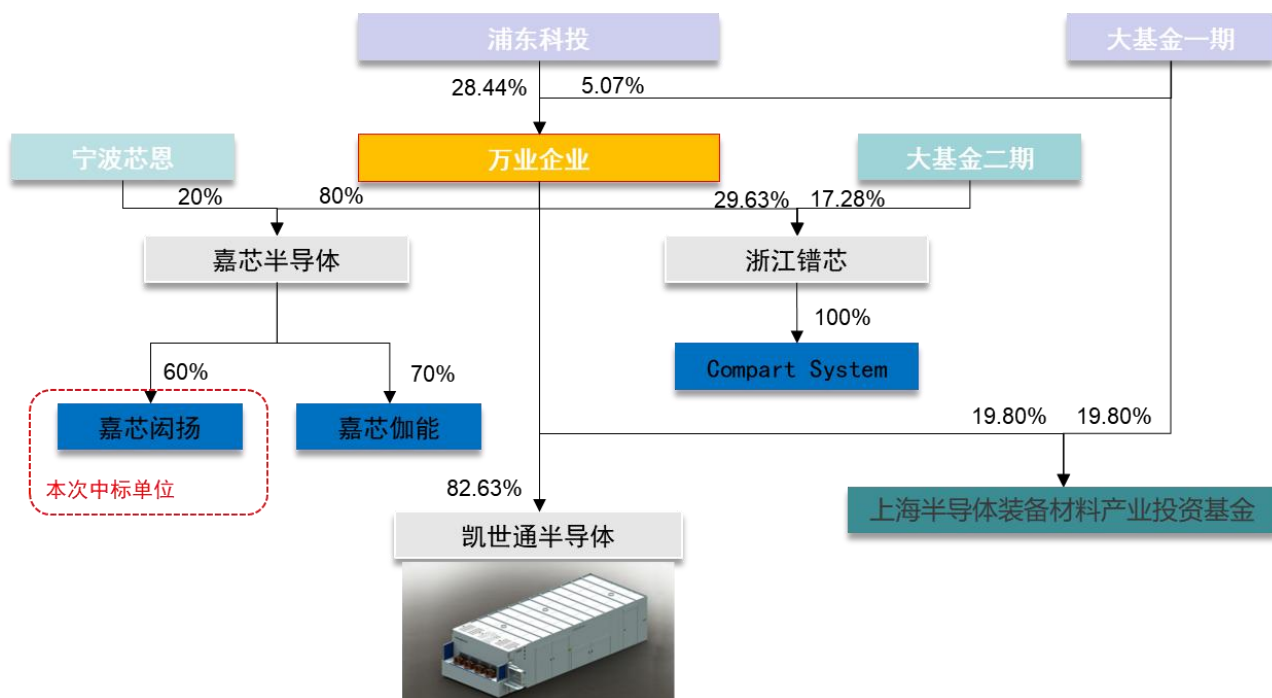 浦东科投
大基金一期
28.44%
5.07%
宁波芯恩
万业企业
大基金二期
20%
80%
29.63%
17.28%
嘉芯半导体
浙江镨芯
100%
60%
70%
Compart System
嘉芯闳扬
嘉芯伽能
19.80%
19.80%
本次中标单位
82.63%
上海半导体装备材料产业投资基金
凯世通半导体